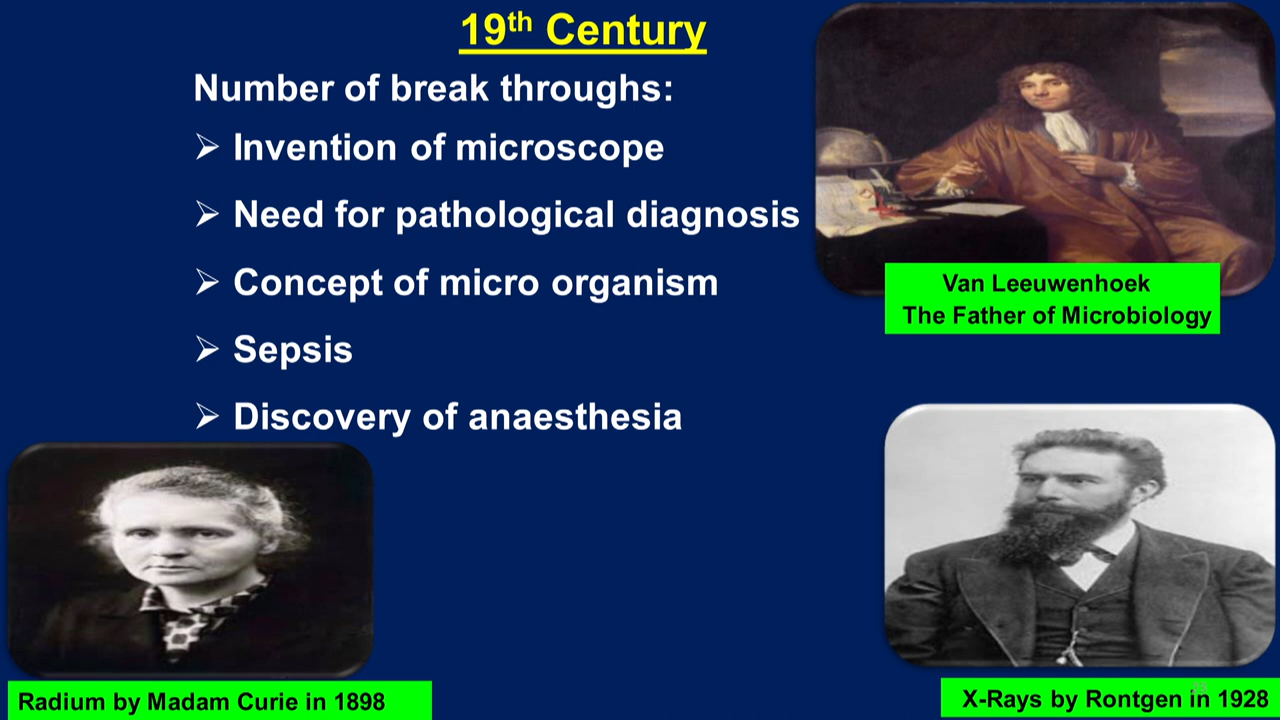 19th Century
Number of break throughs:
➢ Invention of microscope
➢ Need for pathological diagnosis
➢ Concept of micro organism
➢ Sepsis
➢ Discovery of anaesthesia
Van Leeuwenhoek
The Father of Microbiology
Radium by Madam Curie in 1898
X-Rays by Rontgen in 1928